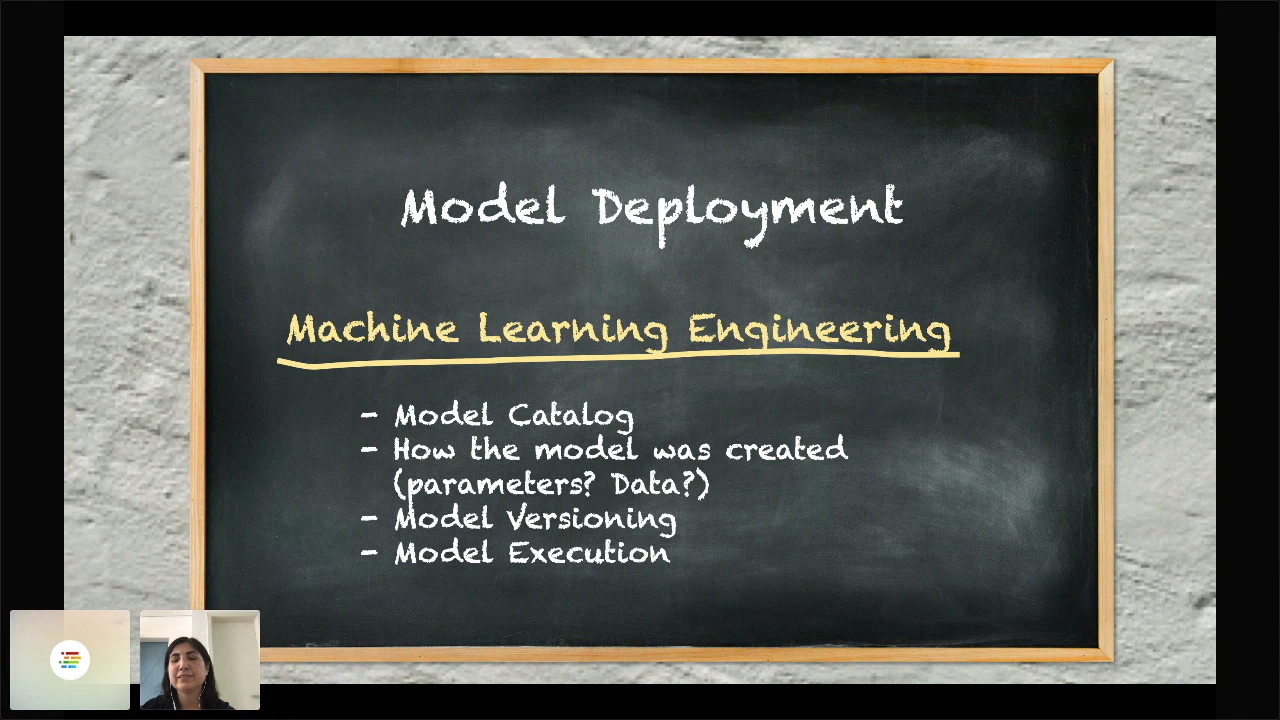 Model Deployment
Machine Learning Engineering
- Model Catalog
- How the model was created
(parameters? Data?)
- Model Versioning
- Model Execution